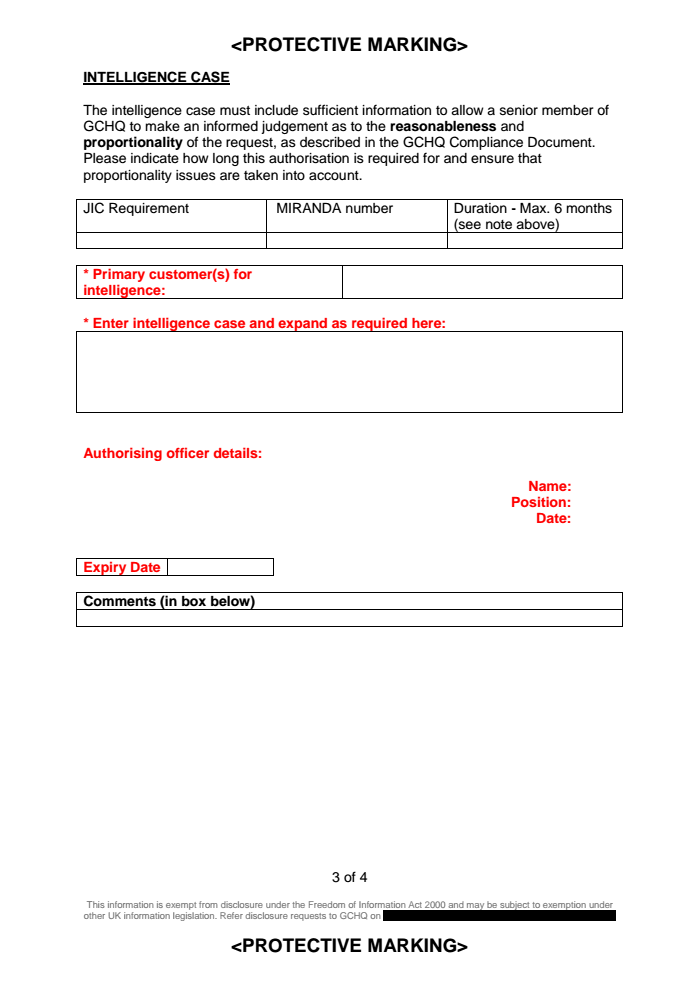 <PROTECTIVE MARKING>
INTELLIGENCE CASE
The intelligence case must include sufficient information to allow a senior member of
GCHQ to make an informed judgement as to the reasonableness and
proportionality of the request, as described in the GCHQ Compliance Document.
Please indicate how long this authorisation is required for and ensure that
proportionality issues are taken into account.
JIC Requirement
MIRANDA number
Duration - Max. 6 months
(see note above)
* Primary customer(s) for
intelligence:
* Enter intelligence case and expand as required here:
Authorising officer details:
Name:
Position:
Date:
Expiry Date
Comments (in box below)
3 of 4
This information is exempt from disclosure under the Freedom of Information Act 2000 and may be subject to exemption under
other UK information legislation. Refer disclosure requests to GCHQ on
<PROTECTIVE MARKING>